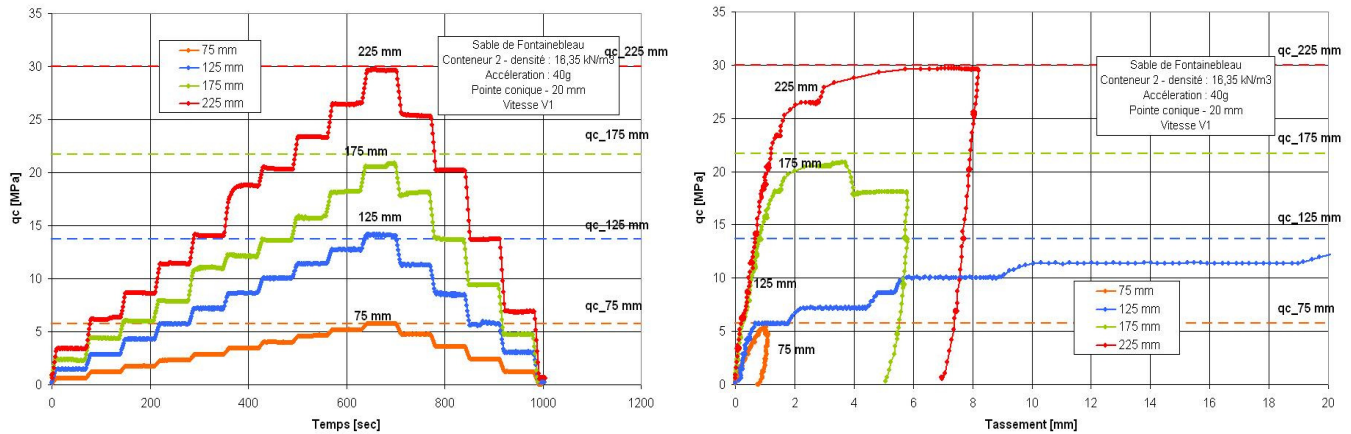 35
30
25
20
15
10
5
0
qc [MPa]
0 200 400 600 800 1000 1200
Temps [sec]
75 mm
125 mm
175 mm
225 mm
Sable de Fontainebleau
Conteneur 2 - densité : 16,35 kN/m3
Accéleration : 40g
Pointe conique - 20 mm
Vitesse V1
225 mm
175 mm
125 mm
75 mm
qc_225 mm
qc_175 mm
qc_125 mm
qc_75 mm
35
30
25
20
15
10
5
0
qc [MPa]
0 2 4 6 8 10 12 14 16 18 20
Tassement [mm]
Sable de Fontainebleau
Conteneur 2 - densité : 16,35 kN/m3
Accéleration : 40g
Pointe conique - 20 mm
Vitesse V1
225 mm
175 mm
125 mm
75 mm
qc_225 mm
qc_175 mm
qc_125 mm
qc_75 mm
75 mm
125 mm
175 mm
225 mm